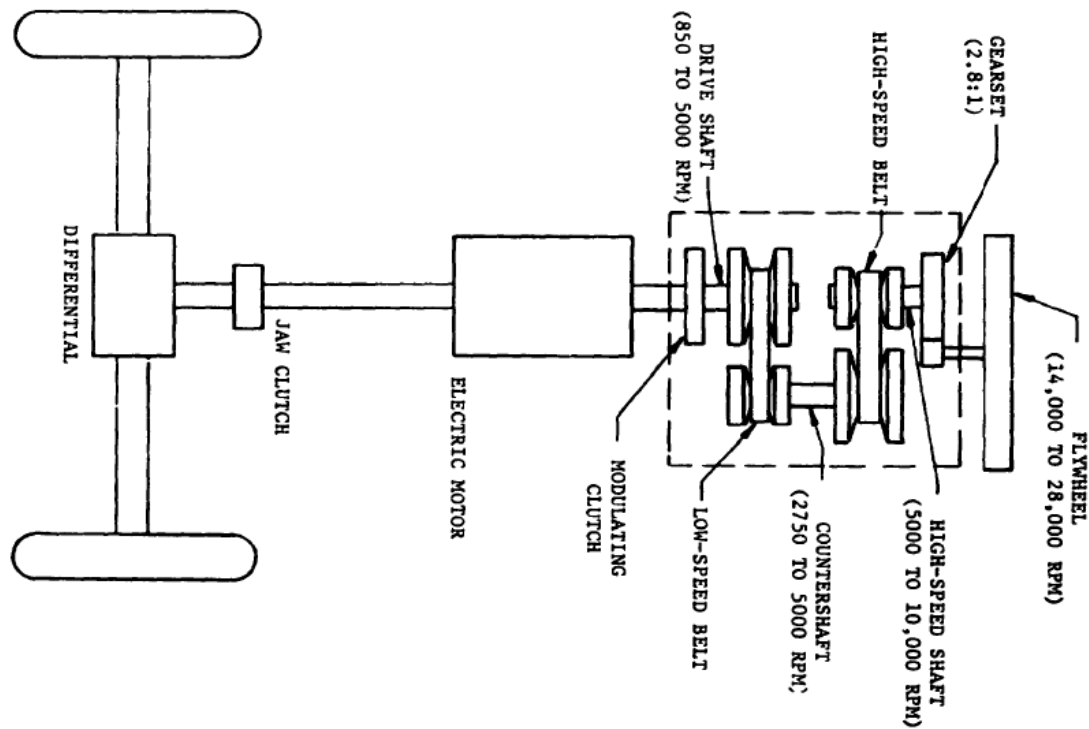 FLYWHEEL
(14,000 TO 28,000 RPM)
GEARSET
(2.8:1)
HIGH-SPEED SHAFT
(5000 TO 10,000 RPM)
HIGH-SPEED BELT
COUNTERSHAFT
(2750 TO 5000 RPM)
DRIVE SHAFT
(850 TO 5000 RPM)
LOW-SPEED BELT
MODULATING
CLUTCH
ELECTRIC MOTOR
JAW CLUTCH
DIFFERENTIAL